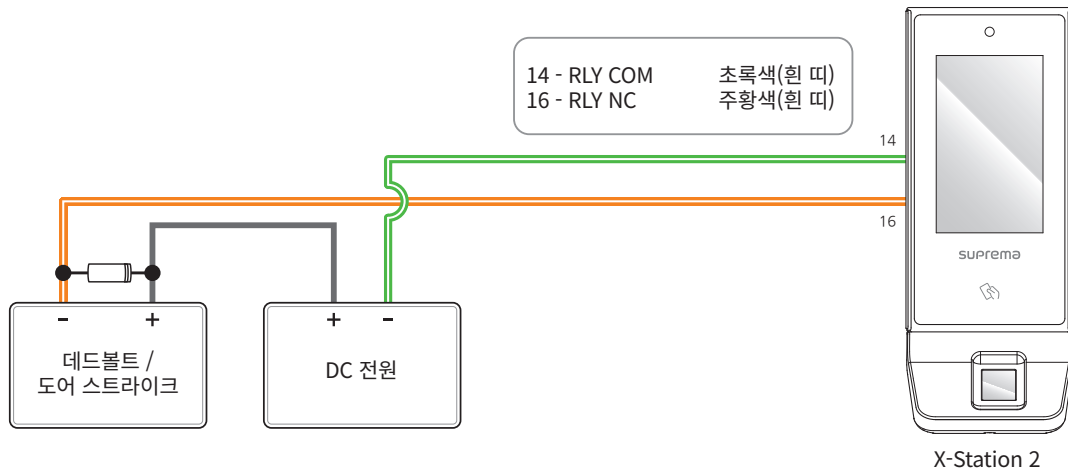 14 - RLY COM 초록색(흰 띠)
16 - RLY NC 주황색(흰 띠)
14
16
suprema
- +
데드볼트 /
도어 스트라이크
+ -
DC 전원
X-Station 2